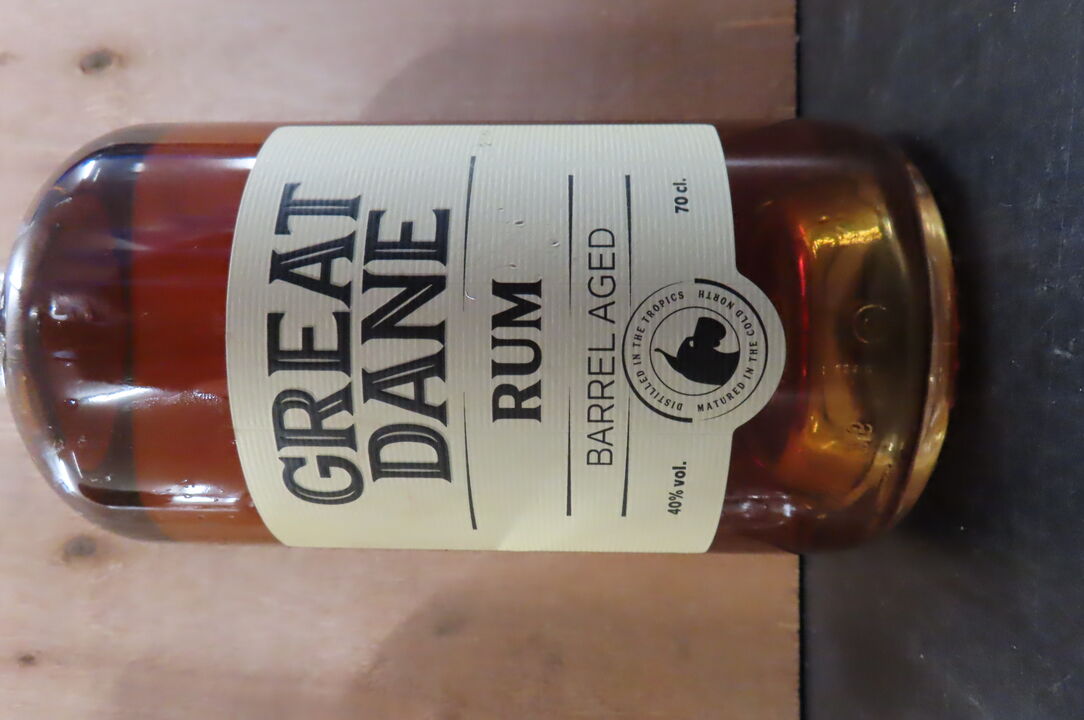 GREAT
DANE
RUM
BARREL AGED
40% vol.
70 cl.
DISTILLED IN THE TROPICS
MATURED IN THE COLD NORTH